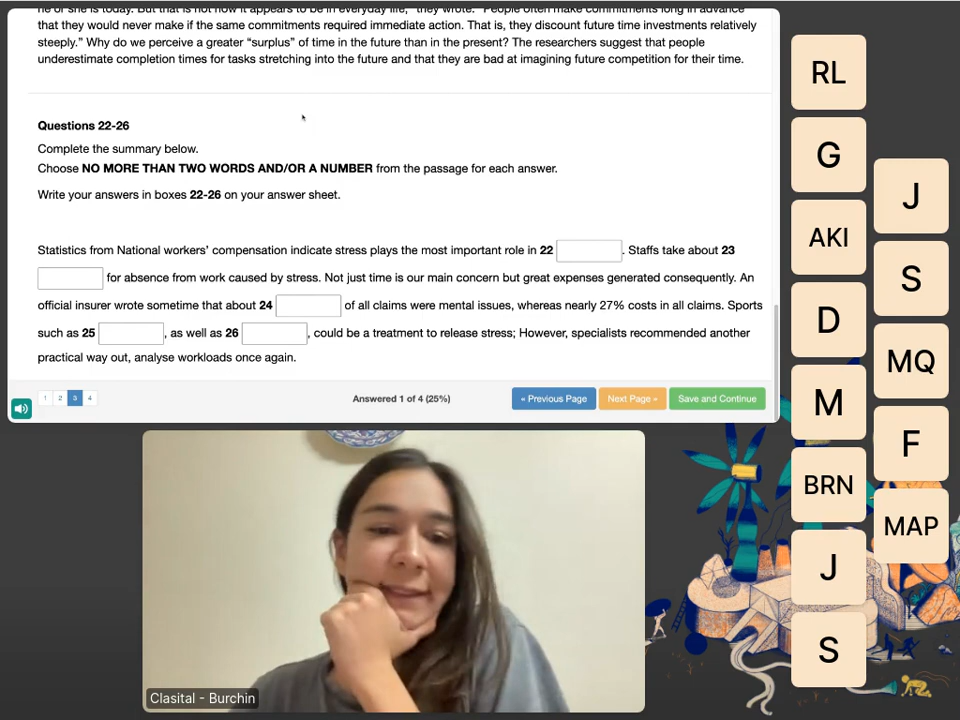 he or she is today. But that is not how it appears to be in everyday life," they wrote. "People often make commitments long in advance
that they would never make if the same commitments required immediate action. That is, they discount future time investments relatively
steeply." Why do we perceive a greater “surplus” of time in the future than in the present? The researchers suggest that people
underestimate completion times for tasks stretching into the future and that they are bad at imagining future competition for their time.
Questions 22-26
Complete the summary below.
Choose NO MORE THAN TWO WORDS AND/OR A NUMBER from the passage for each answer.
Write your answers in boxes 22-26 on your answer sheet.
Statistics from National workers’ compensation indicate stress plays the most important role in 22 . Staffs take about 23
for absence from work caused by stress. Not just time is our main concern but great expenses generated consequently. An
official insurer wrote sometime that about 24 of all claims were mental issues, whereas nearly 27% costs in all claims. Sports
such as 25 , as well as 26 , could be a treatment to release stress; However, specialists recommended another
practical way out, analyse workloads once again.
1 2 3 4
Answered 1 of 4 (25%)
« Previous Page
Next Page »
Save and Continue
Clasital - Burchin
RL
G
AKI
D
M
BRN
J
S
J
S
MQ
F
MAP